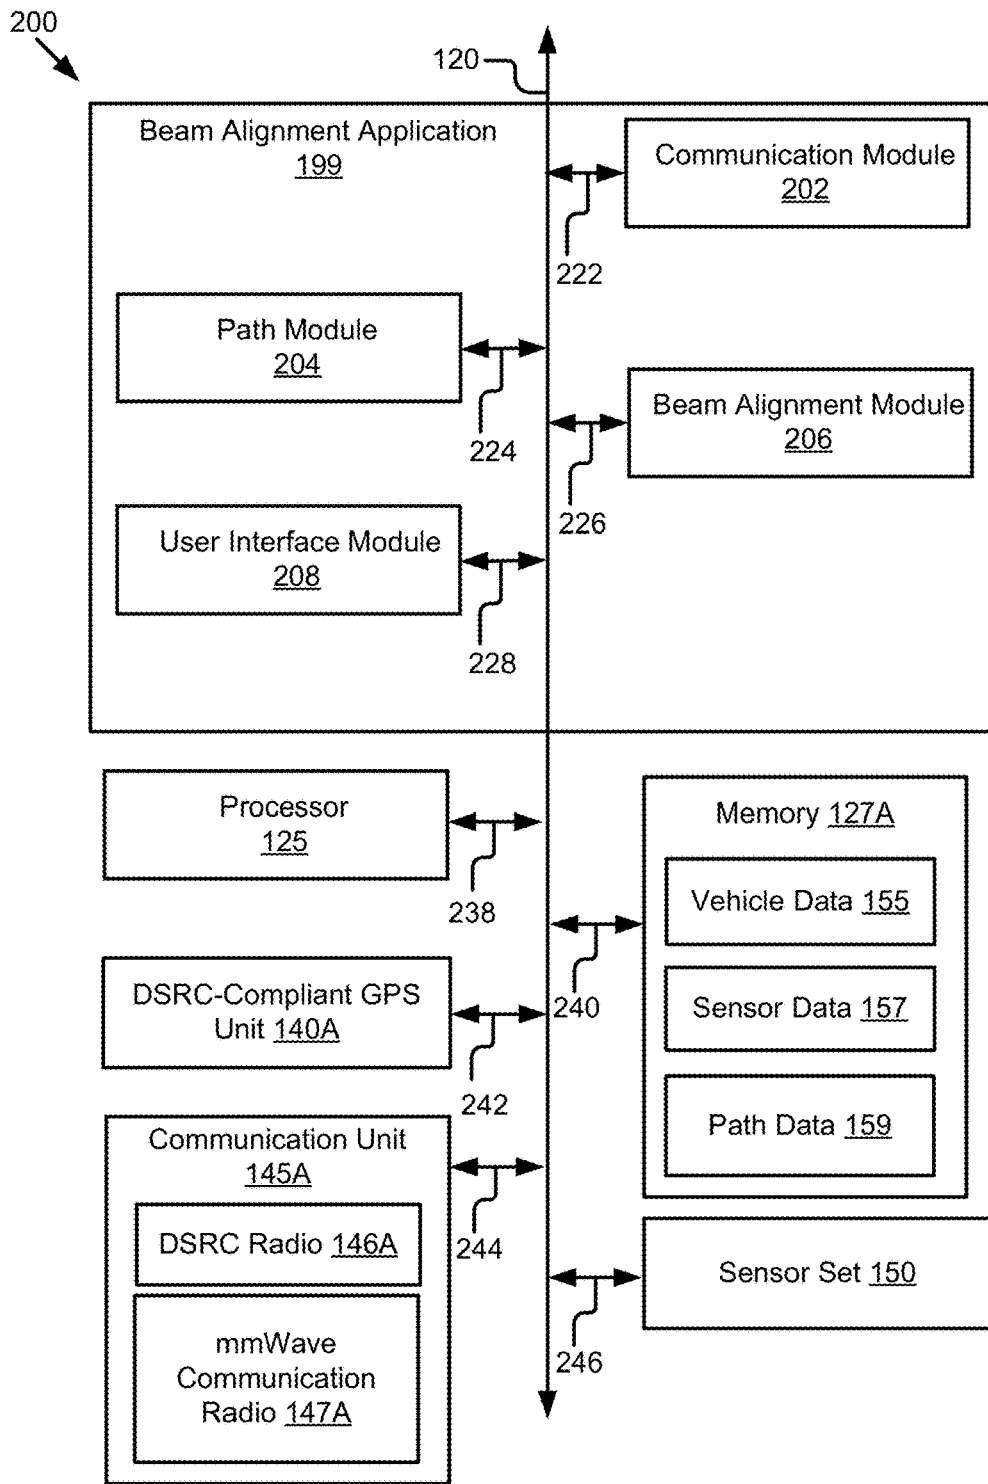 200
120
Beam Alignment Application
199
Communication Module
202
222
Path Module
204
224
Beam Alignment Module
206
226
User Interface Module
208
228
Processor
125
238
Memory 127A
Vehicle Data 155
240
Sensor Data 157
Path Data 159
DSRC-Compliant GPS
Unit 140A
242
Communication Unit
145A
244
DSRC Radio 146A
mmWave
Communication
Radio 147A
Sensor Set 150
246